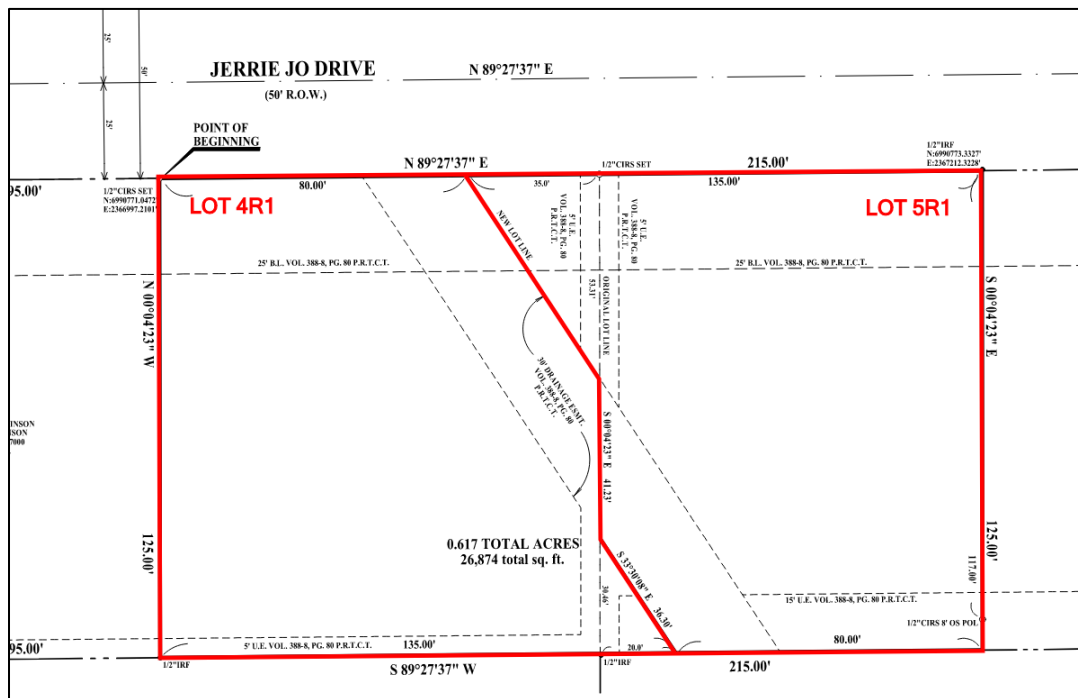 25'
50'
25'
JERRIE JO DRIVE
N 89°27'37" E
(50' R.O.W.)
POINT OF
BEGINNING
N 89°27'37" E
1/2"CIRS SET
215.00'
1/2"IRF
N:6990773.3327'
E:2367212.3228'
95.00'
1/2"CIRS SET
N:6990771.0472'
E:2366997.2101'
80.00'
35.0'
135.00'
LOT 4R1
LOT 5R1
NEW LOT LINE
5' U.E.
VOL. 388-8, PG. 80
P.R.T.C.T.
5' U.E.
VOL. 388-8, PG. 80
P.R.T.C.T.
25' B.L. VOL. 388-8, PG. 80 P.R.T.C.T.
25' B.L. VOL. 388-8, PG. 80 P.R.T.C.T.
53.31'
ORIGINAL LOT LINE
N 00°04'23" W
S 00°04'23" E
30' DRAINAGE ESMT.
VOL. 388-8, PG. 80
P.R.T.C.T.
S 00°04'23" E 41.23'
INSON
ISON
7000
0.617 TOTAL ACRES
26,874 total sq. ft.
125.00'
125.00'
117.00'
S 33°30'08" E
36.30'
30.46'
15' U.E. VOL. 388-8, PG. 80 P.R.T.C.T.
1/2"CIRS 8' OS POL
95.00'
5' U.E. VOL. 388-8, PG. 80 P.R.T.C.T.
135.00'
20.0'
80.00'
1/2"IRF
S 89°27'37" W
1/2"IRF
215.00'